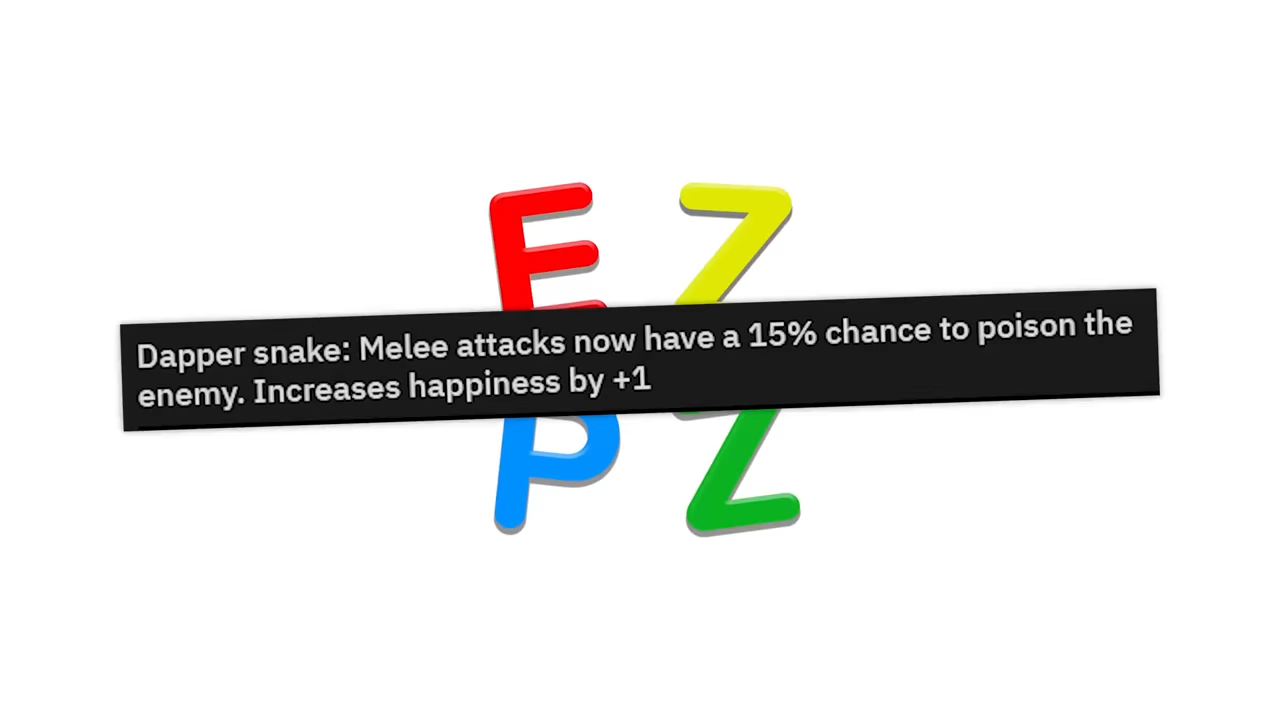 E Z
Dapper snake: Melee attacks now have a 15% chance to poison the
enemy. Increases happiness by +1
P Z